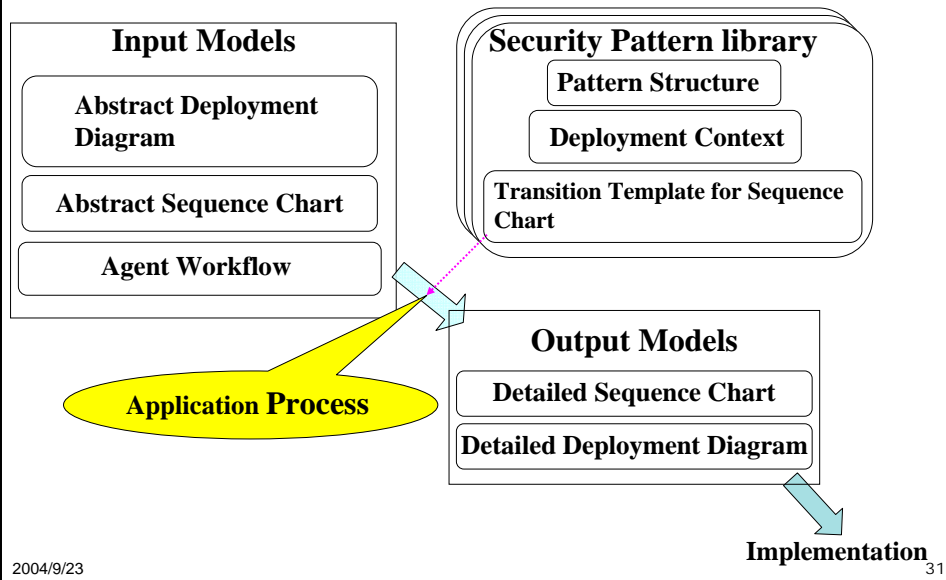 Input Models
Abstract Deployment
Diagram
Abstract Sequence Chart
Agent Workflow
Security Pattern library
Pattern Structure
Deployment Context
Transition Template for Sequence
Chart
Application Process
Output Models
Detailed Sequence Chart
Detailed Deployment Diagram
Implementation
2004/9/23
31